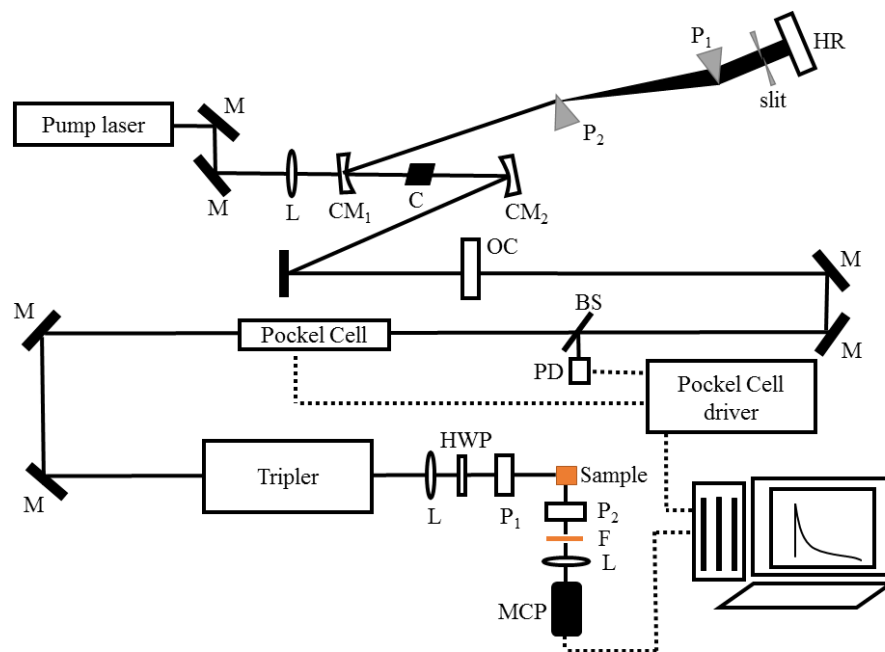 P₁
HR
slit
M
Pump laser
P₂
M
L
CM₁
C
CM₂
OC
M
BS
M
Pockel Cell
PD
M
Pockel Cell
driver
HWP
Tripler
Sample
M
L
P₁
P₂
F
L
MCP